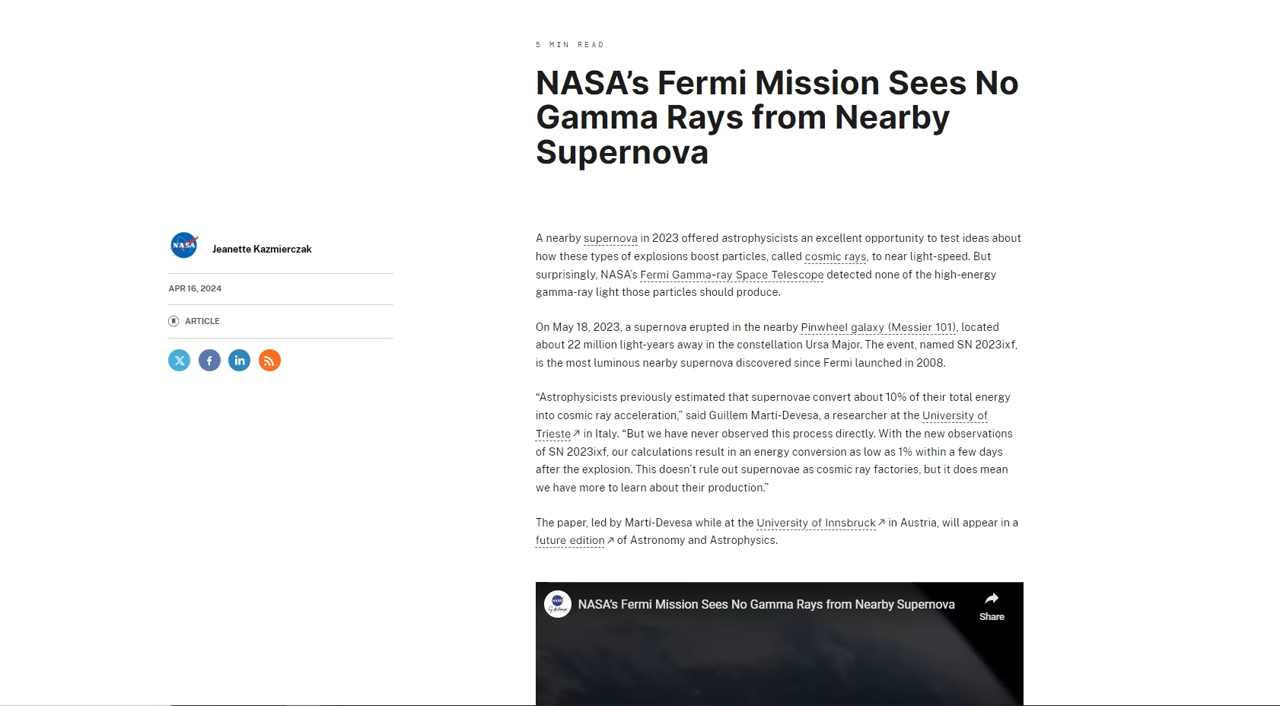 5 MIN READ
NASA’s Fermi Mission Sees No
Gamma Rays from Nearby
Supernova
NASA
Jeanette Kazmierczak
APR 16, 2024
ARTICLE
A nearby supernova in 2023 offered astrophysicists an excellent opportunity to test ideas about
how these types of explosions boost particles, called cosmic rays, to near light-speed. But
surprisingly, NASA’s Fermi Gamma-ray Space Telescope detected none of the high-energy
gamma-ray light those particles should produce.
On May 18, 2023, a supernova erupted in the nearby Pinwheel galaxy (Messier 101), located
about 22 million light-years away in the constellation Ursa Major. The event, named SN 2023ixf,
is the most luminous nearby supernova discovered since Fermi launched in 2008.
“Astrophysicists previously estimated that supernovae convert about 10% of their total energy
into cosmic ray acceleration,” said Guillem Martí-Devesa, a researcher at the University of
Trieste↗ in Italy. “But we have never observed this process directly. With the new observations
of SN 2023ixf, our calculations result in an energy conversion as low as 1% within a few days
after the explosion. This doesn’t rule out supernovae as cosmic ray factories, but it does mean
we have more to learn about their production.”
The paper, led by Martí-Devesa while at the University of Innsbruck↗ in Austria, will appear in a
future edition↗ of Astronomy and Astrophysics.
NASA’s Fermi Mission Sees No Gamma Rays from Nearby Supernova
Share